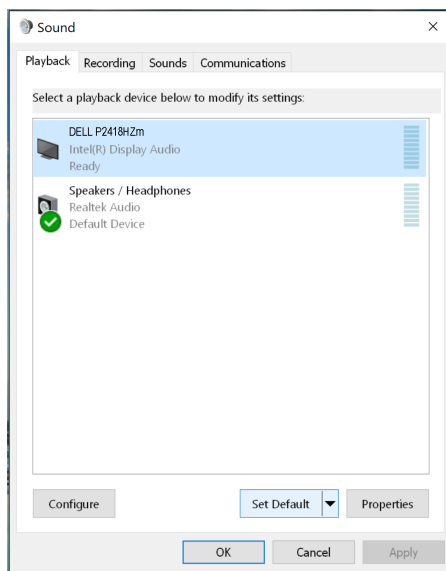 Sound
Playback Recording Sounds Communications
Select a playback device below to modify its settings:
DELL P2418HZm
Intel(R) Display Audio
Ready
Speakers / Headphones
Realtek Audio
Default Device
Configure Set Default Properties
OK Cancel Apply